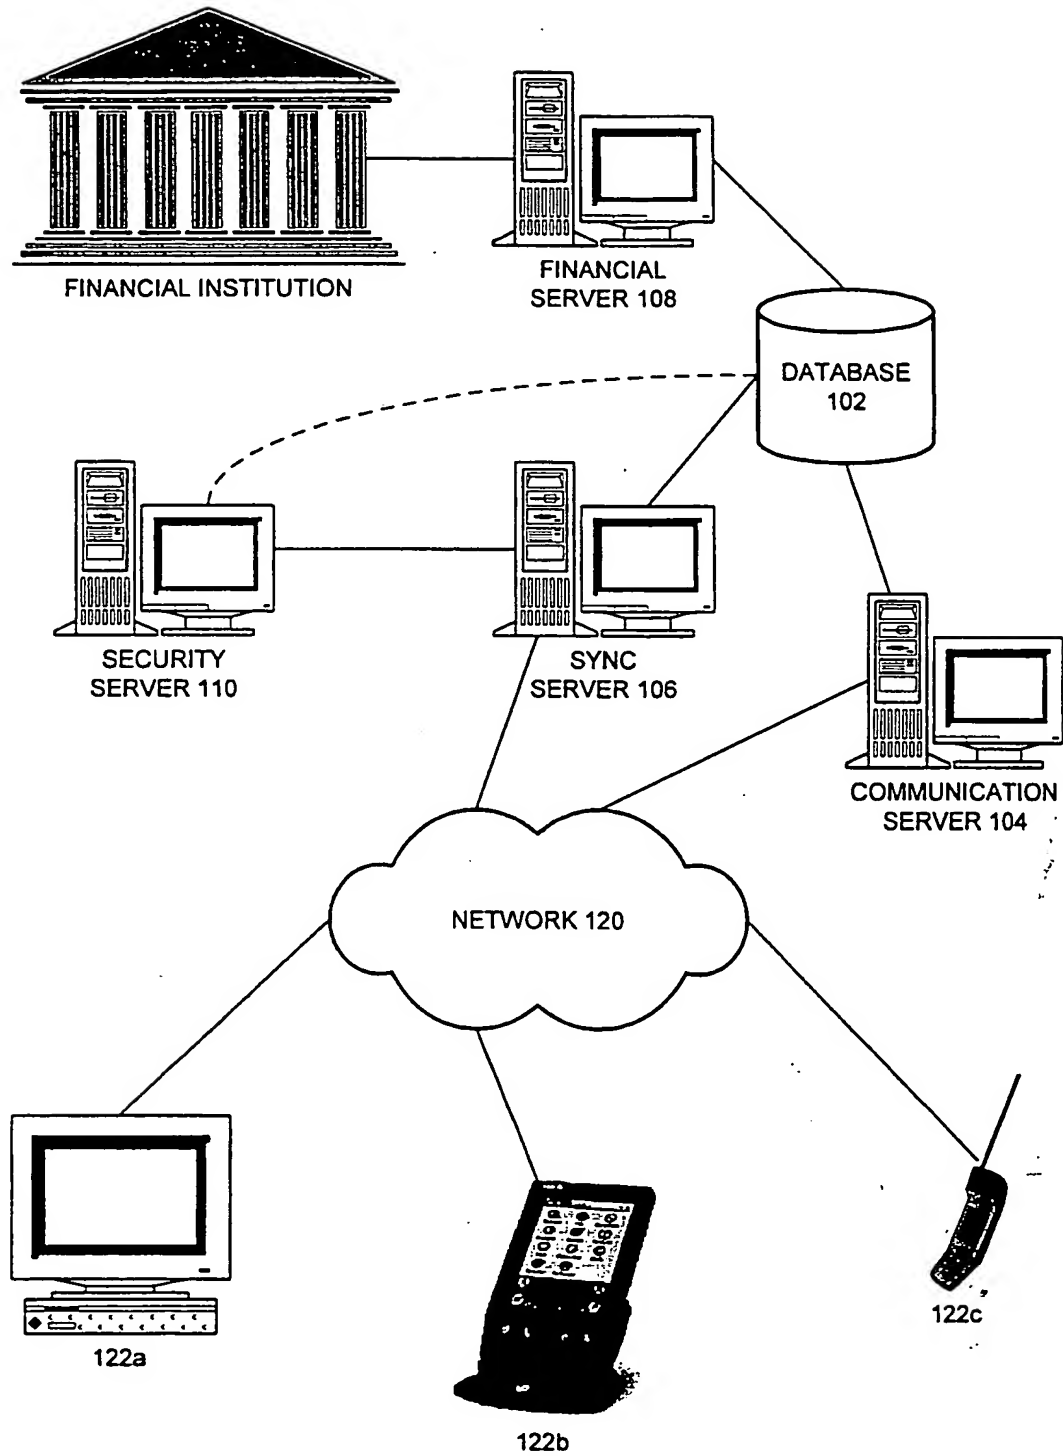 FINANCIAL INSTITUTION
FINANCIAL
SERVER 108
DATABASE
102
SECURITY
SERVER 110
SYNC
SERVER 106
COMMUNICATION
SERVER 104
NETWORK 120
122a
122b
122c